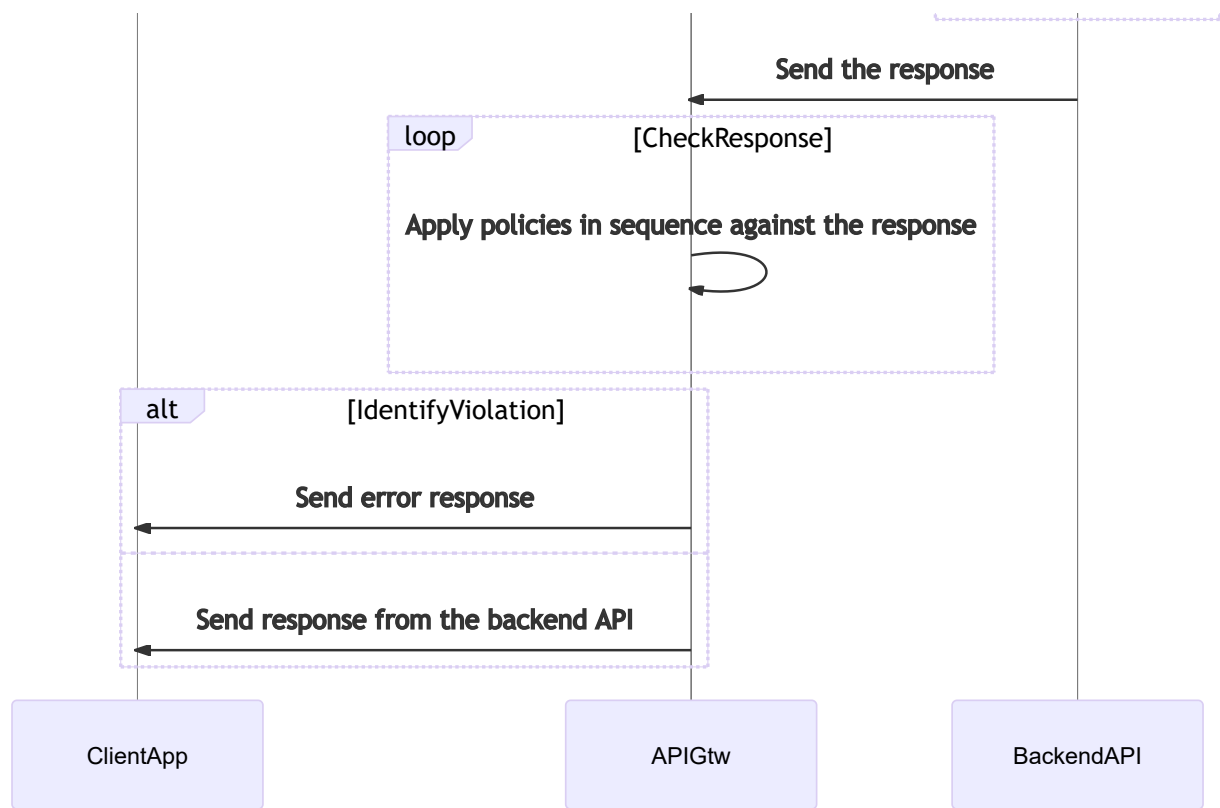 Send the response
loop
[CheckResponse]
Apply policies in sequence against the response
alt
[IdentifyViolation]
Send error response
Send response from the backend API
ClientApp
APIGtw
BackendAPI